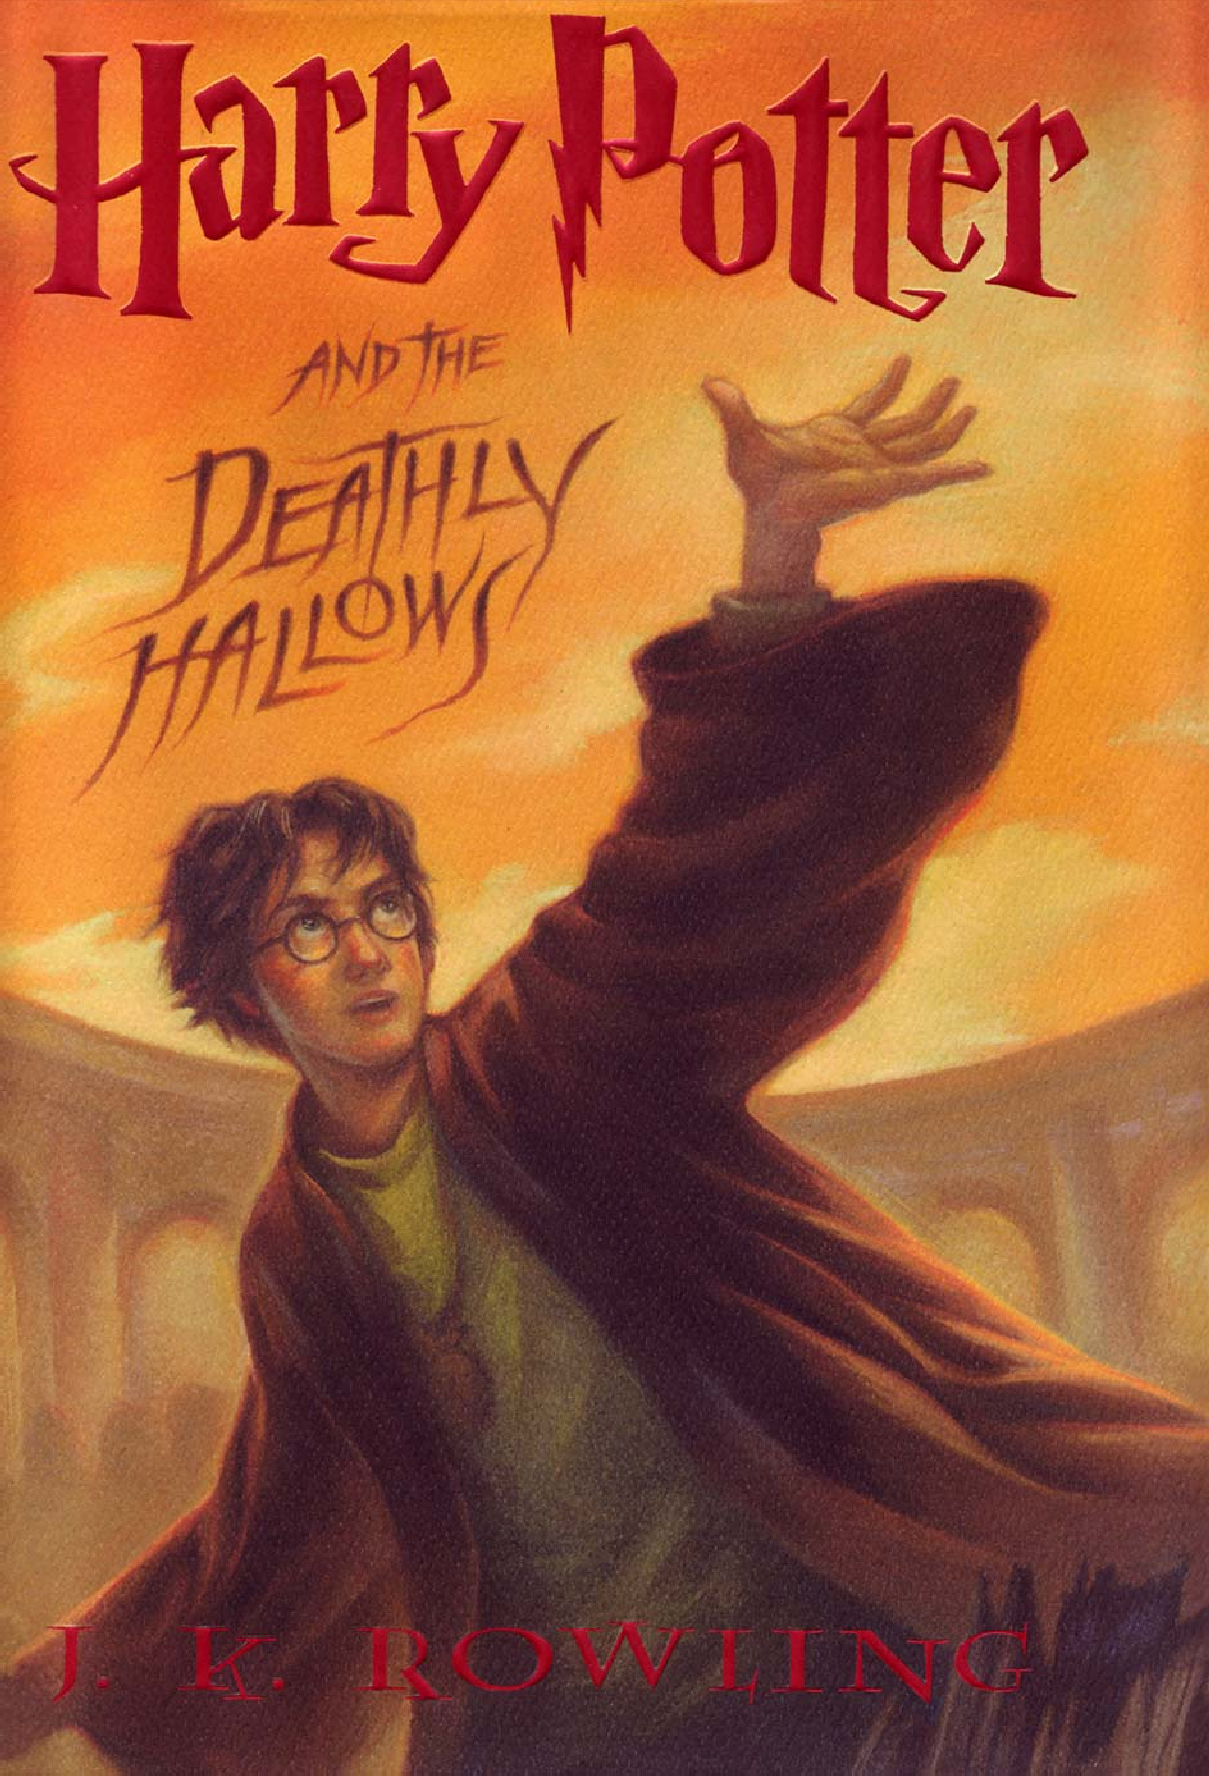 Harry Potter
AND THE
DEATHLY
HALLOWS
J. K. ROWLING